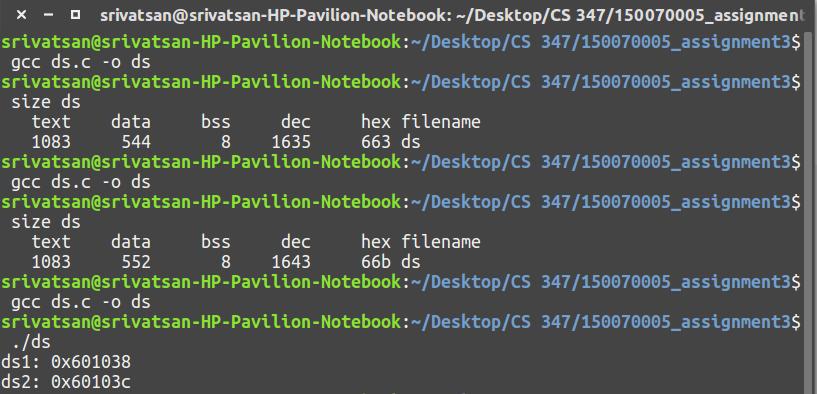 srivatsan@srivatsan-HP-Pavilion-Notebook: ~/Desktop/CS 347/150070005_assignment
srivatsan@srivatsan-HP-Pavilion-Notebook:~/Desktop/CS 347/150070005_assignment3$
gcc ds.c -o ds
srivatsan@srivatsan-HP-Pavilion-Notebook:~/Desktop/CS 347/150070005_assignment3$
size ds
text data bss dec hex filename
1083 544 8 1635 663 ds
srivatsan@srivatsan-HP-Pavilion-Notebook:~/Desktop/CS 347/150070005_assignment3$
gcc ds.c -o ds
srivatsan@srivatsan-HP-Pavilion-Notebook:~/Desktop/CS 347/150070005_assignment3$
size ds
text data bss dec hex filename
1083 552 8 1643 66b ds
srivatsan@srivatsan-HP-Pavilion-Notebook:~/Desktop/CS 347/150070005_assignment3$
gcc ds.c -o ds
srivatsan@srivatsan-HP-Pavilion-Notebook:~/Desktop/CS 347/150070005_assignment3$
./ds
ds1: 0x601038
ds2: 0x60103c